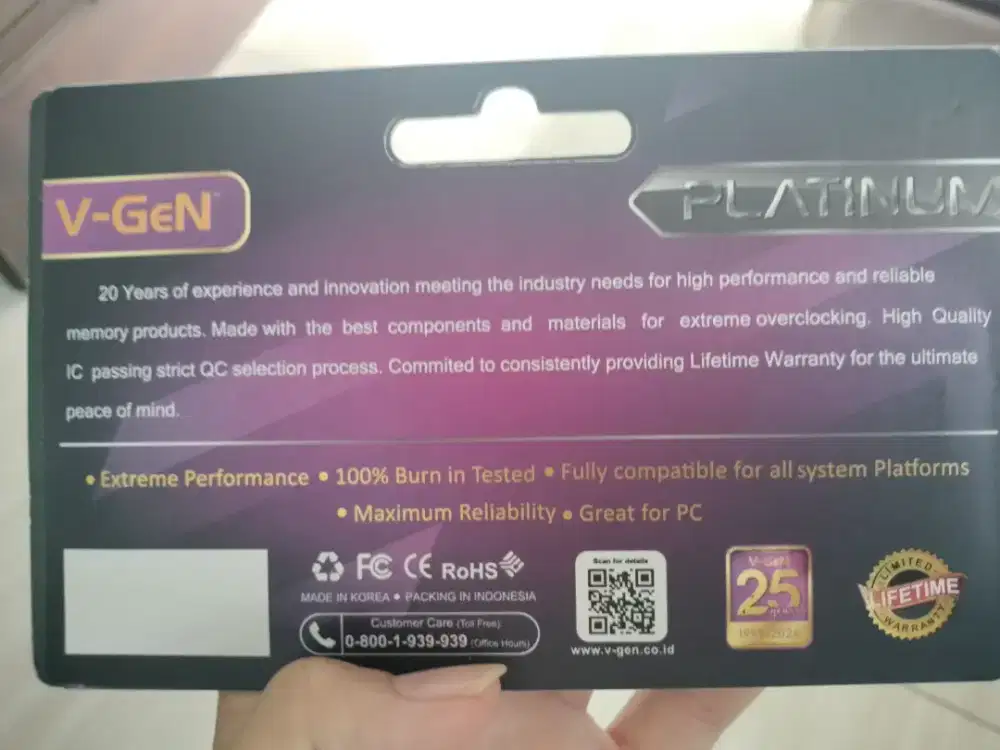 V-GeN™
PLATINUM
20 Years of experience and innovation meeting the industry needs for high performance and reliable
memory products. Made with the best components and materials for extreme overclocking. High Quality
IC passing strict QC selection process. Commited to consistently providing Lifetime Warranty for the ultimate
peace of mind.
• Extreme Performance • 100% Burn in Tested • Fully compatible for all system Platforms
• Maximum Reliability • Great for PC
FC CE RoHS
MADE IN KOREA • PACKING IN INDONESIA
Customer Care (Toll Free)
0-800-1-939-939 (Office Hours)
Scan for details
www.v-gen.co.id
V-GeN
25
LIMITED
LIFETIME
WARRANTY